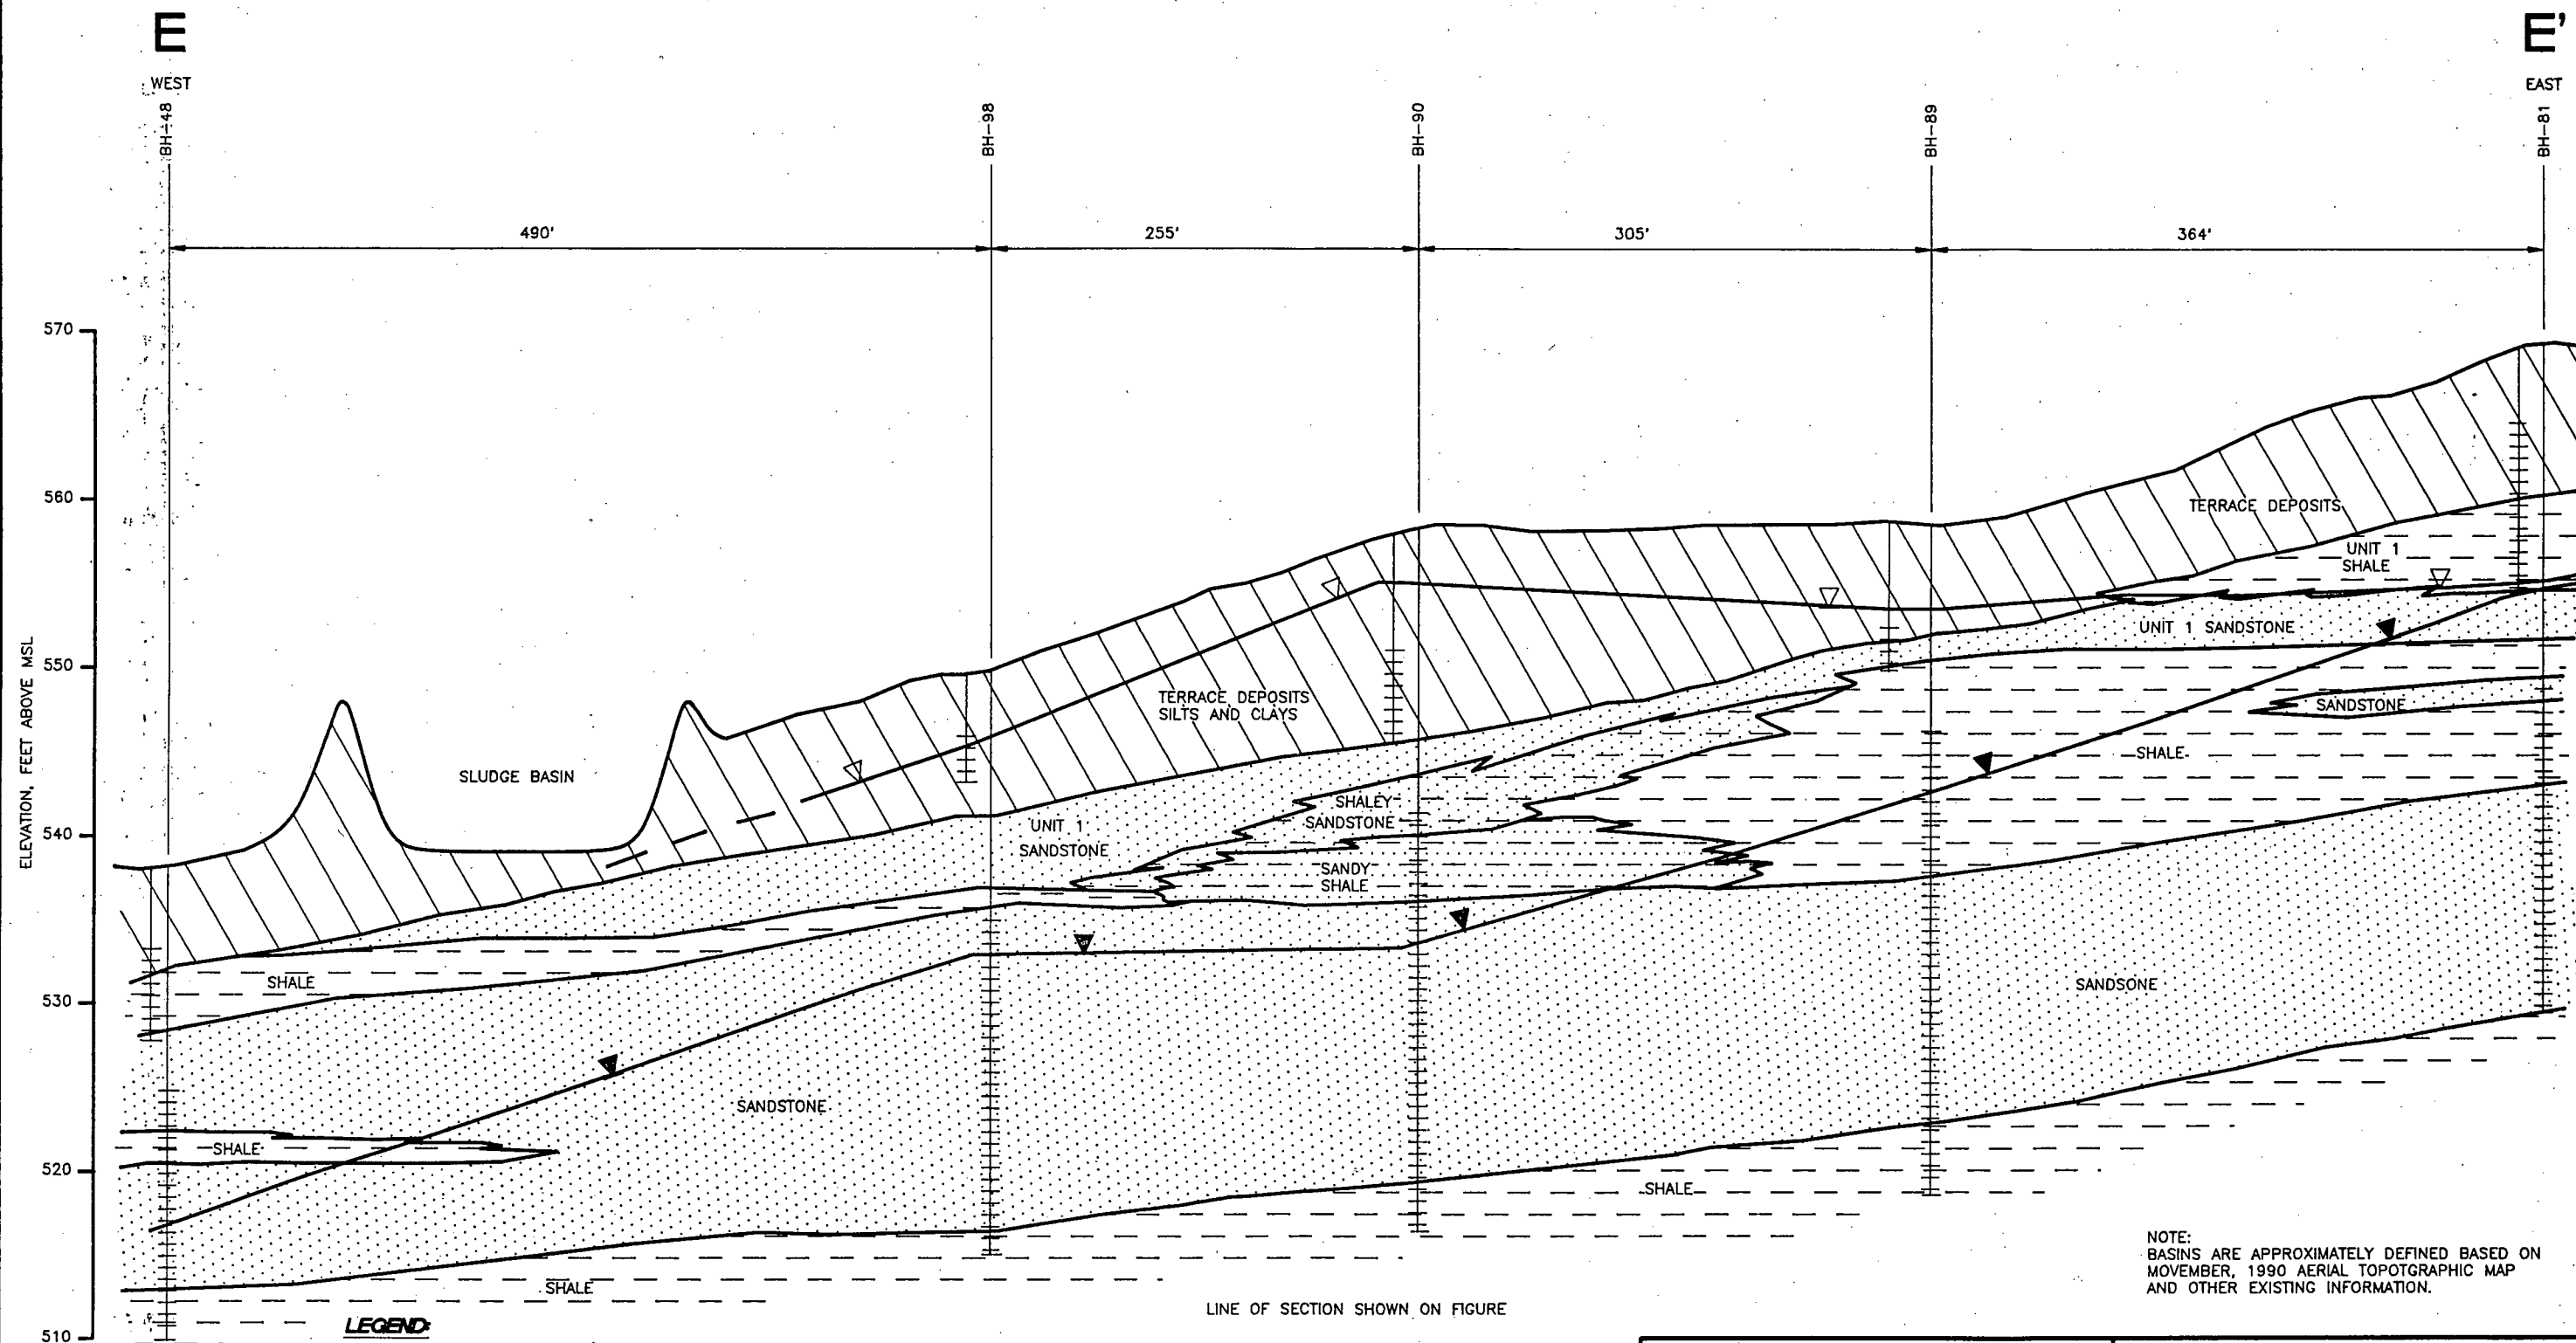 E
E'
WEST
EAST
BH-48
BH-98
BH-90
BH-89
BH-81
490'
255'
305'
364'
570
560
550
540
530
520
510
ELEVATION, FEET ABOVE MSL
TERRACE DEPOSITS
UNIT 1
SHALE
UNIT 1 SANDSTONE
SANDSTONE
SHALE
TERRACE DEPOSITS
SILTS AND CLAYS
SLUDGE BASIN
SHALEY
SANDSTONE
UNIT 1
SANDSTONE
SANDY
SHALE
SHALE
SANDSONE
SANDSTONE
SHALE
SHALE
SHALE
NOTE:
BASINS ARE APPROXIMATELY DEFINED BASED ON
MOVEMBER, 1990 AERIAL TOPOTGRAPHIC MAP
AND OTHER EXISTING INFORMATION.
LINE OF SECTION SHOWN ON FIGURE
LEGEND: